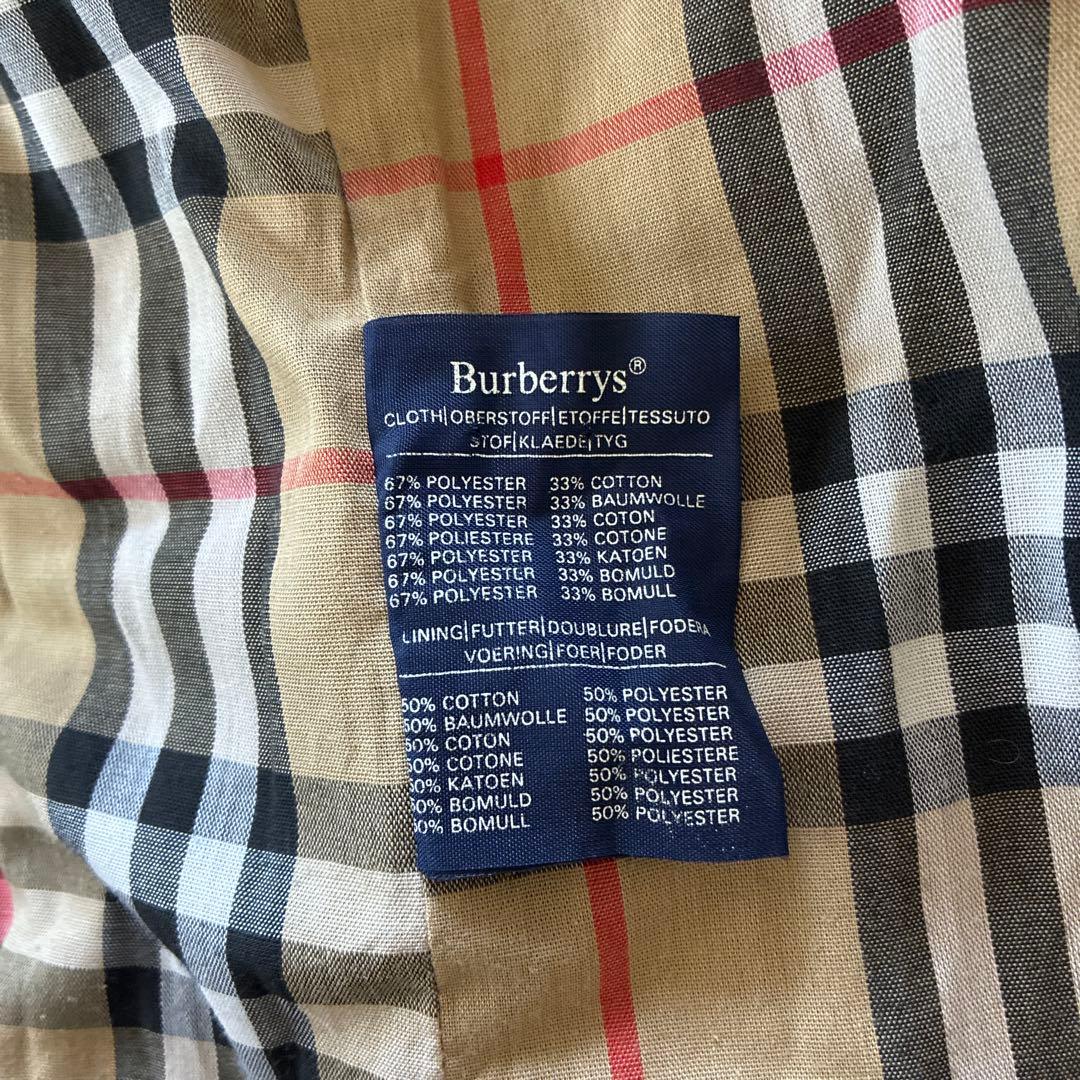 Burberrys®
CLOTH|OBERSTOFF|ETOFFE|TESSUTO
STOF|KLAEDE|TYG
67% POLYESTER 33% COTTON
67% POLYESTER 33% BAUMWOLLE
67% POLYESTER 33% COTON
67% POLIESTERE 33% COTONE
67% POLYESTER 33% KATOEN
67% POLYESTER 33% BOMULD
67% POLYESTER 33% BOMULL
LINING|FUTTER|DOUBLURE|FODERA
VOERING|FOER|FODER
50% COTTON 50% POLYESTER
50% BAUMWOLLE 50% POLYESTER
50% COTON 50% POLYESTER
50% COTONE 50% POLIESTERE
50% KATOEN 50% POLYESTER
50% BOMULD 50% POLYESTER
50% BOMULL 50% POLYESTER